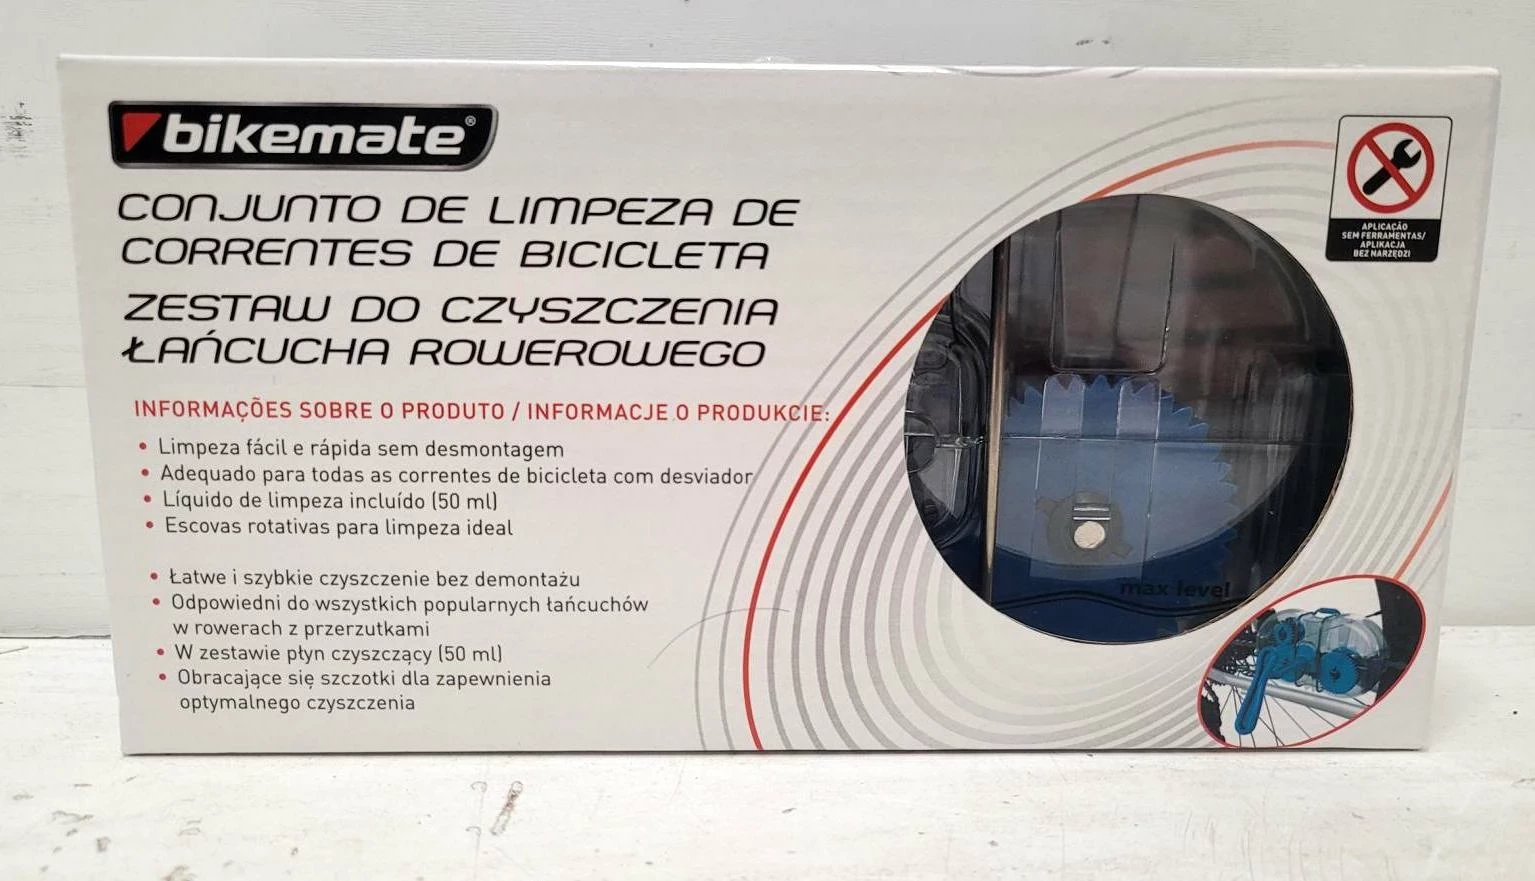 bikemate®
CONJUNTO DE LIMPEZA DE
CORRENTES DE BICICLETA
ZESTAW DO CZYSZCZENIA
ŁAŃCUCHA ROWEROWEGO
INFORMAÇÕES SOBRE O PRODUTO / INFORMACJE O PRODUKCIE:
• Limpeza fácil e rápida sem desmontagem
• Adequado para todas as correntes de bicicleta com desviador
• Líquido de limpeza incluído (50 ml)
• Escovas rotativas para limpeza ideal
• Łatwe i szybkie czyszczenie bez demontażu
• Odpowiedni do wszystkich popularnych łańcuchów
w rowerach z przerzutkami
• W zestawie płyn czyszczący (50 ml)
• Obracające się szczotki dla zapewnienia
optymalnego czyszczenia
APLICAÇÃO
SEM FERRAMENTAS/
APLIKACJA
BEZ NARZĘDZI
max level